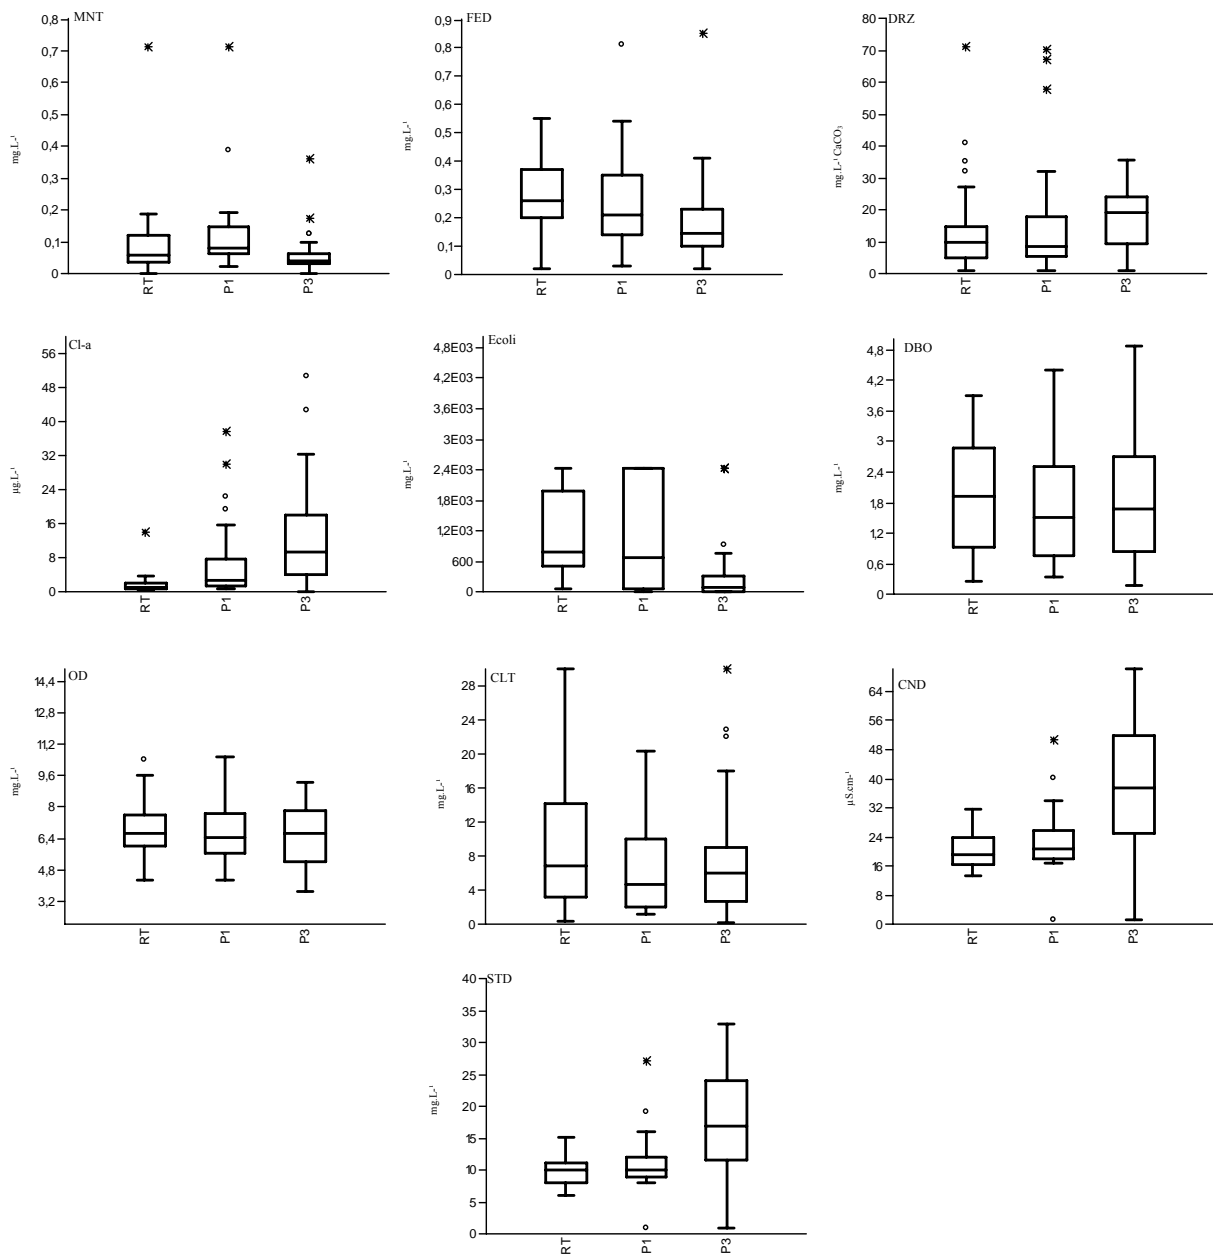 MNT
0,8
0,7
0,6
0,5
0,4
0,3
0,2
0,1
0
mg.L-¹
RT
P1
P3
FED
0,9
0,8
0,7
0,6
0,5
0,4
0,3
0,2
0,1
0
mg.L-¹
RT
P1
P3
DRZ
80
70
60
50
40
30
20
10
0
mg.L-¹ CaCO₃
RT
P1
P3
Cl-a
56
48
40
32
24
16
8
0
µg.L-¹
RT
P1
P3
Ecoli
4,8E03
4,2E03
3,6E03
3E03
2,4E03
1,8E03
1,2E03
600
0
mg.L-¹
RT
P1
P3
DBO
4,8
4,2
3,6
3
2,4
1,8
1,2
0,6
0
mg.L-¹
RT
P1
P3
OD
14,4
12,8
11,2
9,6
8
6,4
4,8
3,2
mg.L-¹
RT
P1
P3
CLT
28
24
20
16
12
8
4
0
mg.L-¹
RT
P1
P3
CND
64
56
48
40
32
24
16
8
0
µS.cm-¹
RT
P1
P3
STD
40
35
30
25
20
15
10
5
0
mg.L-¹
RT
P1
P3